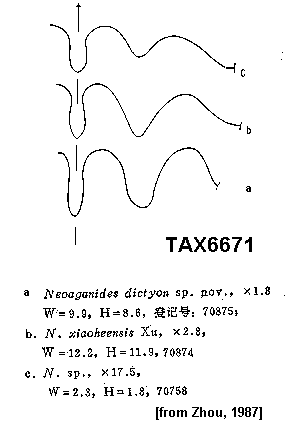 c
b
a
TAX6671
a Neoaganides dictyon sp. nov., ×1.8
W=9.9, H=8.6, 登记号: 70875;
b. N. xiaoheensis Xu, ×2.8,
W=12.2, H=11.9, 70874
c. N. sp., ×17.5,
W=2.3, H=1.8, 70758
[from Zhou, 1987]